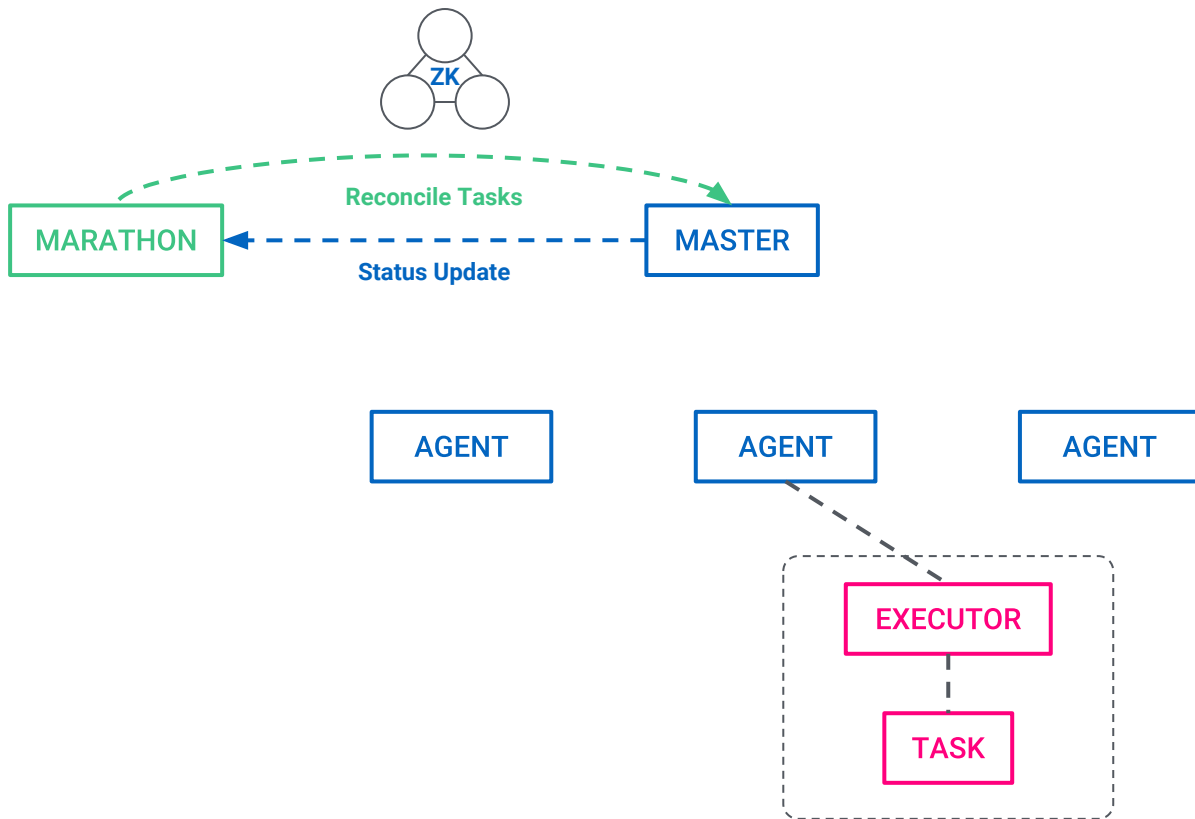 ZK
Reconcile Tasks
MARATHON
MASTER
Status Update
AGENT
AGENT
AGENT
EXECUTOR
TASK